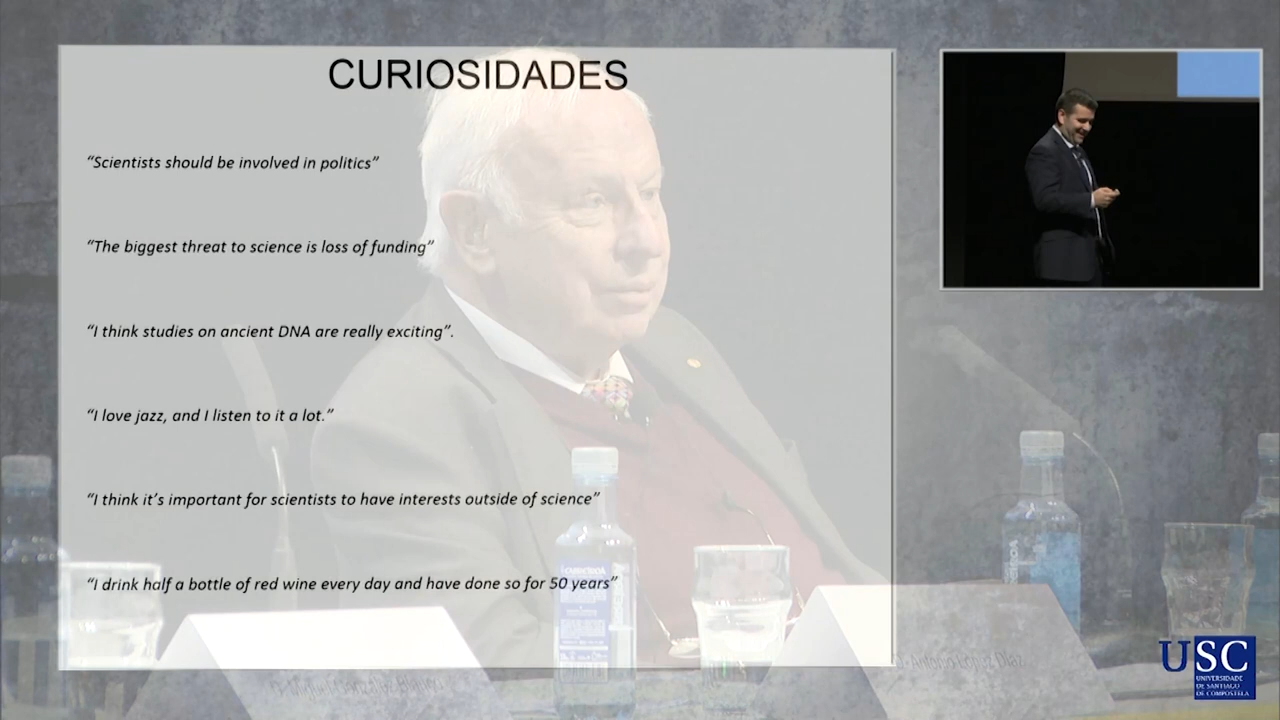 CURIOSIDADES
“Scientists should be involved in politics”
“The biggest threat to science is loss of funding”
“I think studies on ancient DNA are really exciting”.
“I love jazz, and I listen to it a lot.”
“I think it’s important for scientists to have interests outside of science”
“I drink half a bottle of red wine every day and have done so for 50 years”
Antonio López Díaz
USC
UNIVERSIDADE
DE SANTIAGO
DE COMPOSTELA